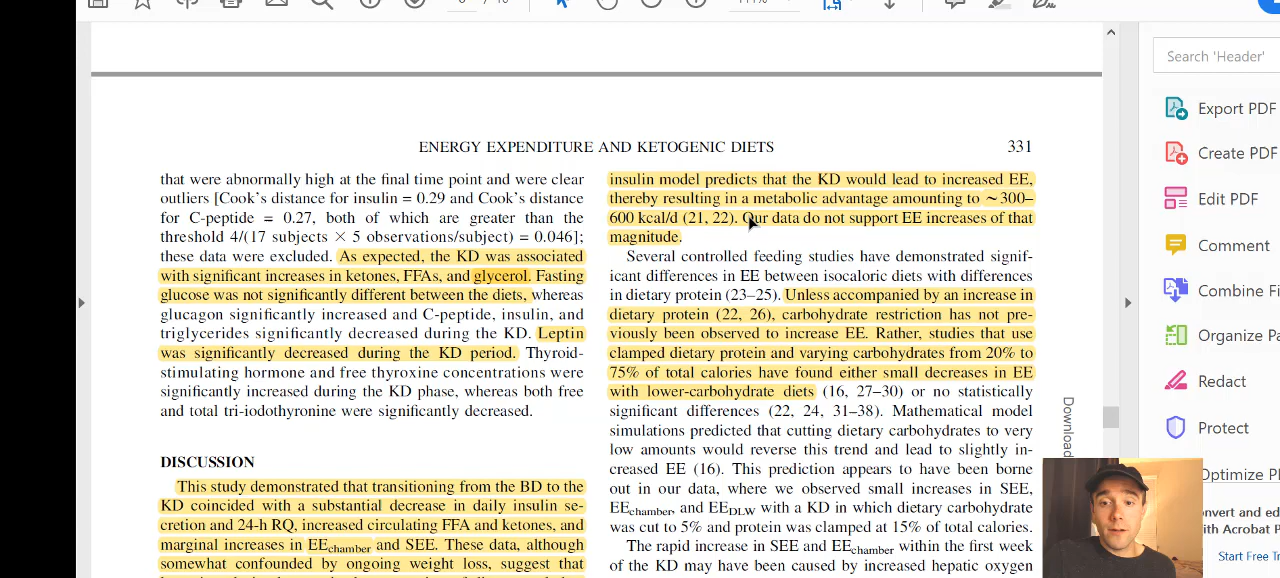 ENERGY EXPENDITURE AND KETOGENIC DIETS
331
that were abnormally high at the final time point and were clear
outliers [Cook's distance for insulin = 0.29 and Cook's distance
for C-peptide = 0.27, both of which are greater than the
threshold 4/(17 subjects × 5 observations/subject) = 0.046];
these data were excluded. As expected, the KD was associated
with significant increases in ketones, FFAs, and glycerol. Fasting
glucose was not significantly different between the diets, whereas
glucagon significantly increased and C-peptide, insulin, and
triglycerides significantly decreased during the KD. Leptin
was significantly decreased during the KD period. Thyroid-
stimulating hormone and free thyroxine concentrations were
significantly increased during the KD phase, whereas both free
and total tri-iodothyronine were significantly decreased.
DISCUSSION
This study demonstrated that transitioning from the BD to the
KD coincided with a substantial decrease in daily insulin se-
cretion and 24-h RQ, increased circulating FFA and ketones, and
marginal increases in EEchamber and SEE. These data, although
somewhat confounded by ongoing weight loss, suggest that
insulin model predicts that the KD would lead to increased EE,
thereby resulting in a metabolic advantage amounting to ~300–
600 kcal/d (21, 22). Our data do not support EE increases of that
magnitude.
Several controlled feeding studies have demonstrated signif-
icant differences in EE between isocaloric diets with differences
in dietary protein (23–25). Unless accompanied by an increase in
dietary protein (22, 26), carbohydrate restriction has not pre-
viously been observed to increase EE. Rather, studies that use
clamped dietary protein and varying carbohydrates from 20% to
75% of total calories have found either small decreases in EE
with lower-carbohydrate diets (16, 27–30) or no statistically
significant differences (22, 24, 31–38). Mathematical model
simulations predicted that cutting dietary carbohydrates to very
low amounts would reverse this trend and lead to slightly in-
creased EE (16). This prediction appears to have been borne
out in our data, where we observed small increases in SEE,
EEchamber, and EEDLW with a KD in which dietary carbohydrate
was cut to 5% and protein was clamped at 15% of total calories.
The rapid increase in SEE and EEchamber within the first week
of the KD may have been caused by increased hepatic oxygen
Download
Search 'Header'
Export PDF
Create PDF
Edit PDF
Comment
Combine Fi
Organize Pa
Redact
Protect
Optimize P
nvert and ed
ith Acrobat P
Start Free Tr